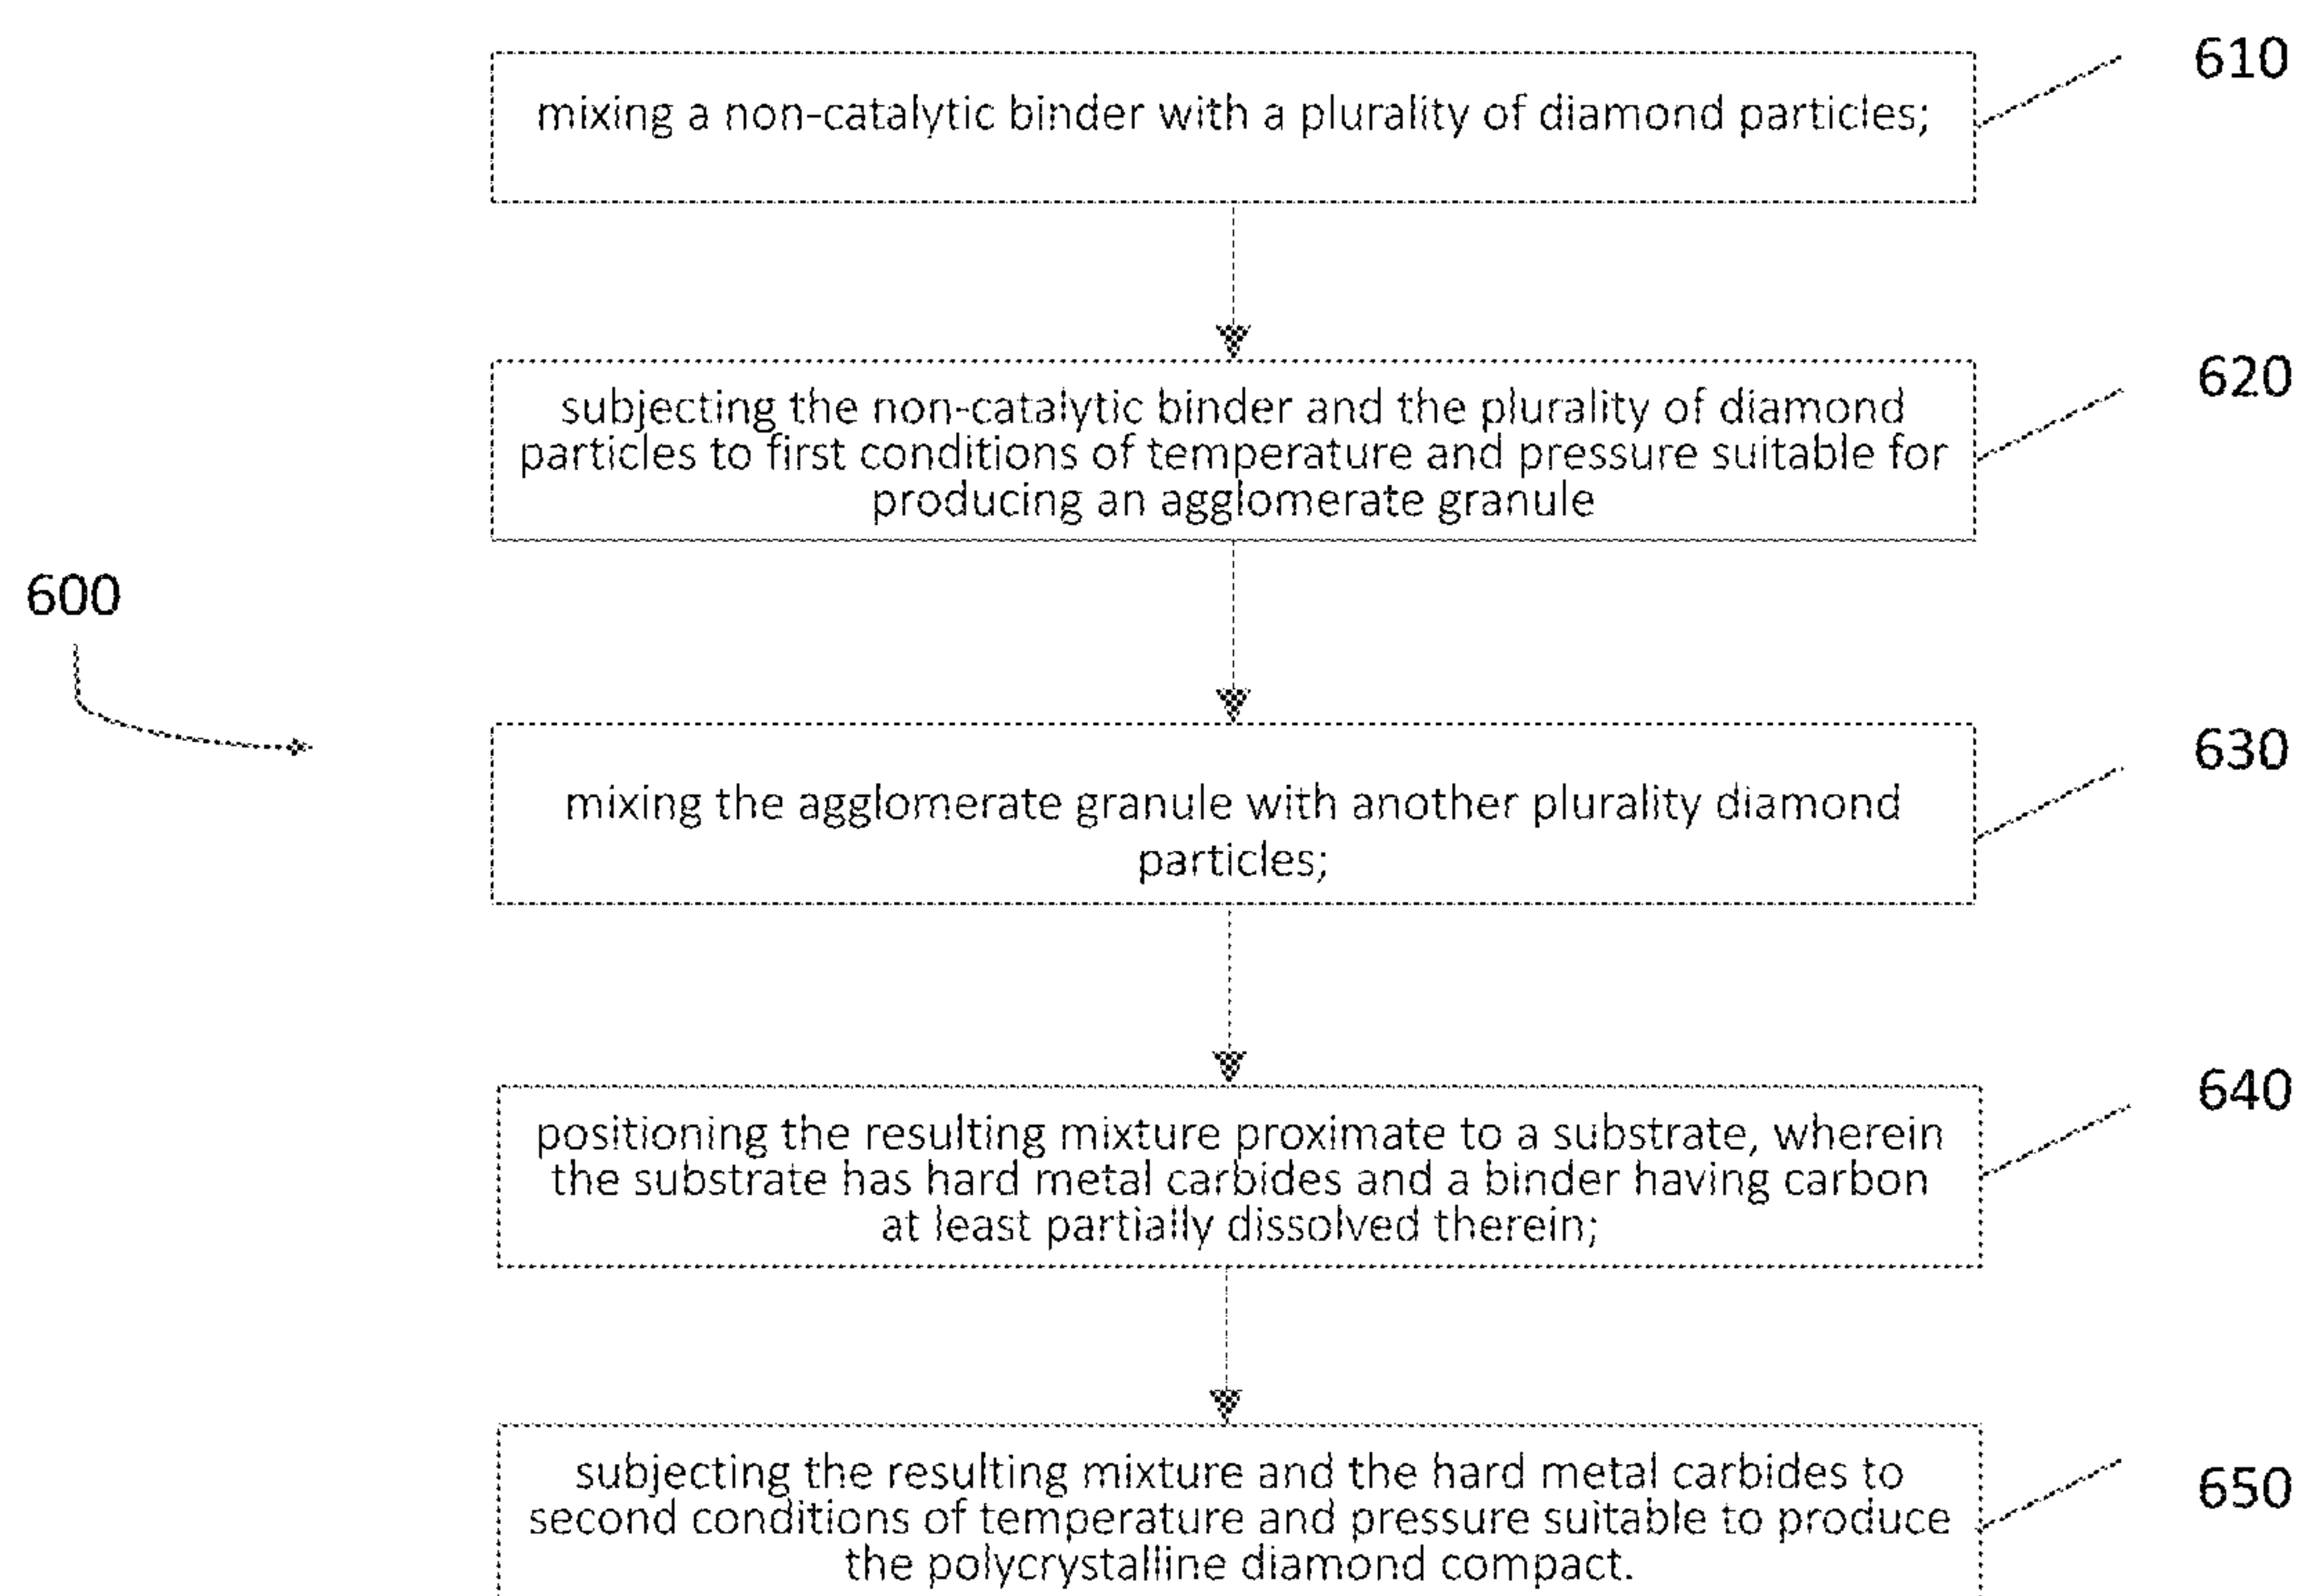 610
mixing a non-catalytic binder with a plurality of diamond particles;
620
subjecting the non-catalytic binder and the plurality of diamond
particles to first conditions of temperature and pressure suitable for
producing an agglomerate granule
600
630
mixing the agglomerate granule with another plurality diamond
particles;
640
positioning the resulting mixture proximate to a substrate, wherein
the substrate has hard metal carbides and a binder having carbon
at least partially dissolved therein;
650
subjecting the resulting mixture and the hard metal carbides to
second conditions of temperature and pressure suitable to produce
the polycrystalline diamond compact.